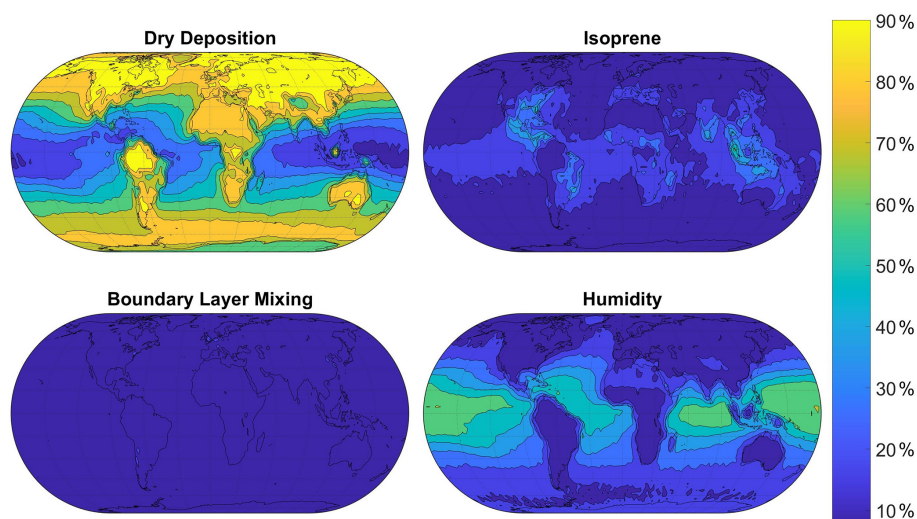 Dry Deposition
Isoprene
Boundary Layer Mixing
Humidity
90 %
80 %
70 %
60 %
50 %
40 %
30 %
20 %
10 %